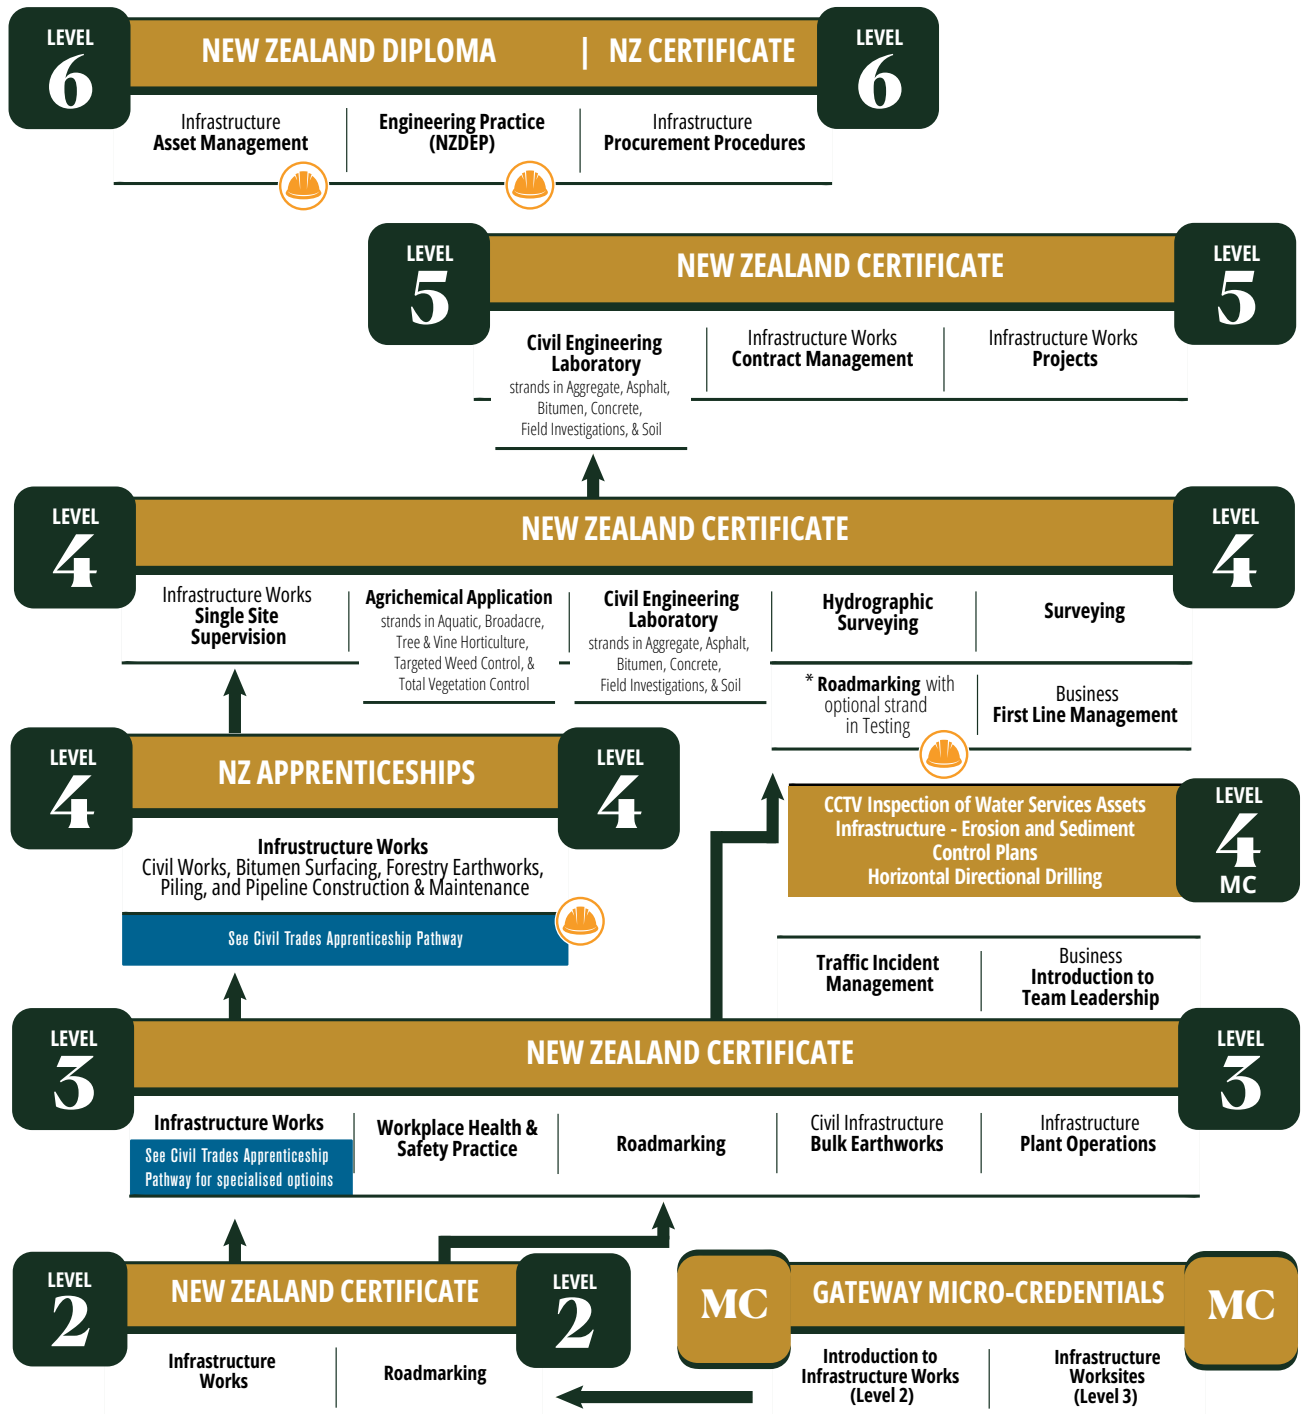 LEVEL
6
NEW ZEALAND DIPLOMA | NZ CERTIFICATE
LEVEL
6
Infrastructure
Asset Management
Engineering Practice
(NZDEP)
Infrastructure
Procurement Procedures
LEVEL
5
NEW ZEALAND CERTIFICATE
LEVEL
5
Civil Engineering
Laboratory
strands in Aggregate, Asphalt,
Bitumen, Concrete,
Field Investigations, & Soil
Infrastructure Works
Contract Management
Infrastructure Works
Projects
LEVEL
4
NEW ZEALAND CERTIFICATE
LEVEL
4
Infrastructure Works
Single Site
Supervision
Agrichemical Application
strands in Aquatic, Broadacre,
Tree & Vine Horticulture,
Targeted Weed Control, &
Total Vegetation Control
Civil Engineering
Laboratory
strands in Aggregate, Asphalt,
Bitumen, Concrete,
Field Investigations, & Soil
Hydrographic
Surveying
Surveying
* Roadmarking with
optional strand
in Testing
Business
First Line Management
LEVEL
4
NZ APPRENTICESHIPS
LEVEL
4
Infrustructure Works
Civil Works, Bitumen Surfacing, Forestry Earthworks,
Piling, and Pipeline Construction & Maintenance
See Civil Trades Apprenticeship Pathway
CCTV Inspection of Water Services Assets
Infrastructure - Erosion and Sediment
Control Plans
Horizontal Directional Drilling
LEVEL
4
MC
Traffic Incident
Management
Business
Introduction to
Team Leadership
LEVEL
3
NEW ZEALAND CERTIFICATE
LEVEL
3
Infrastructure Works
See Civil Trades Apprenticeship
Pathway for specialised optioins
Workplace Health &
Safety Practice
Roadmarking
Civil Infrastructure
Bulk Earthworks
Infrastructure
Plant Operations
LEVEL
2
NEW ZEALAND CERTIFICATE
LEVEL
2
Infrastructure
Works
Roadmarking
MC
GATEWAY MICRO-CREDENTIALS
MC
Introduction to
Infrastructure Works
(Level 2)
Infrastructure
Worksites
(Level 3)